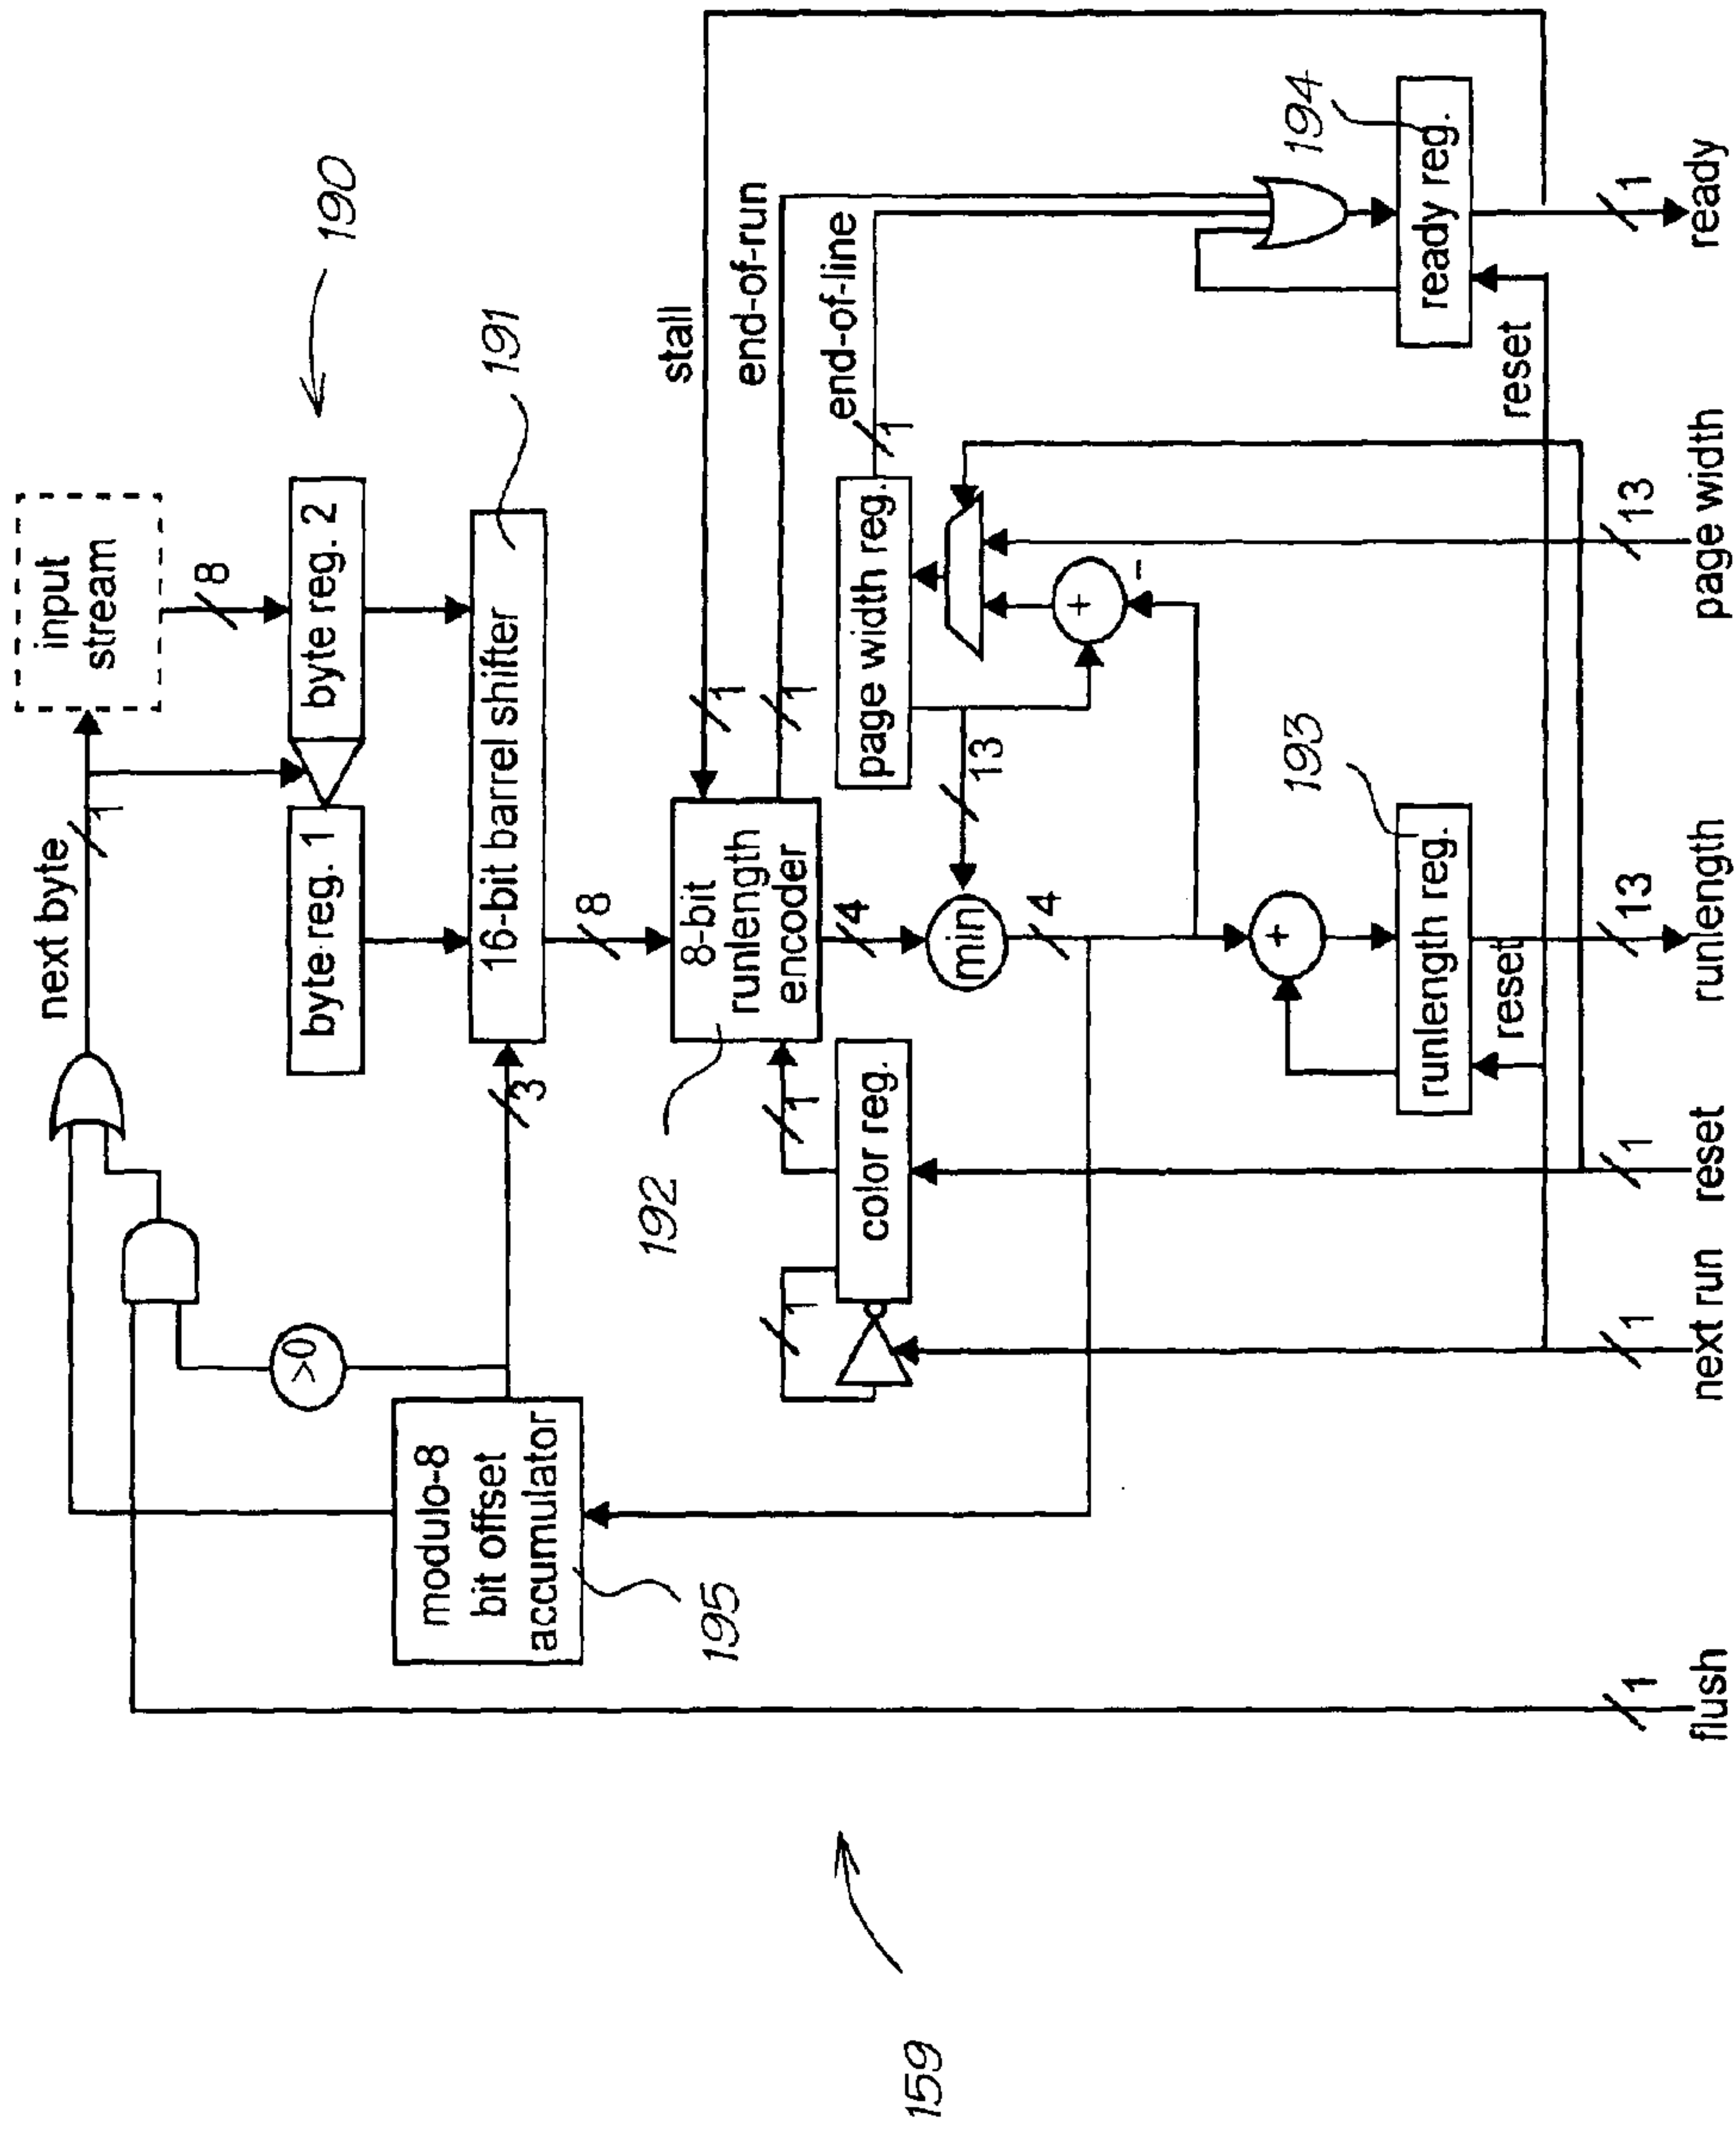 input
stream
next byte
1
8
190
byte reg. 1
byte reg. 2
191
16-bit barrel shifter
3
8
>0
modulo-8
bit offset
accumulator
195
192
8-bit
runlength
encoder
stall
1
end-of-run
1
end-of-line
1
1
1
color reg.
4
min
4
page width reg.
13
+
-
+
193
runlength reg.
reset
194
ready reg.
reset
flush
1
next run
1
reset
1
runlength
13
page width
13
ready
1
159